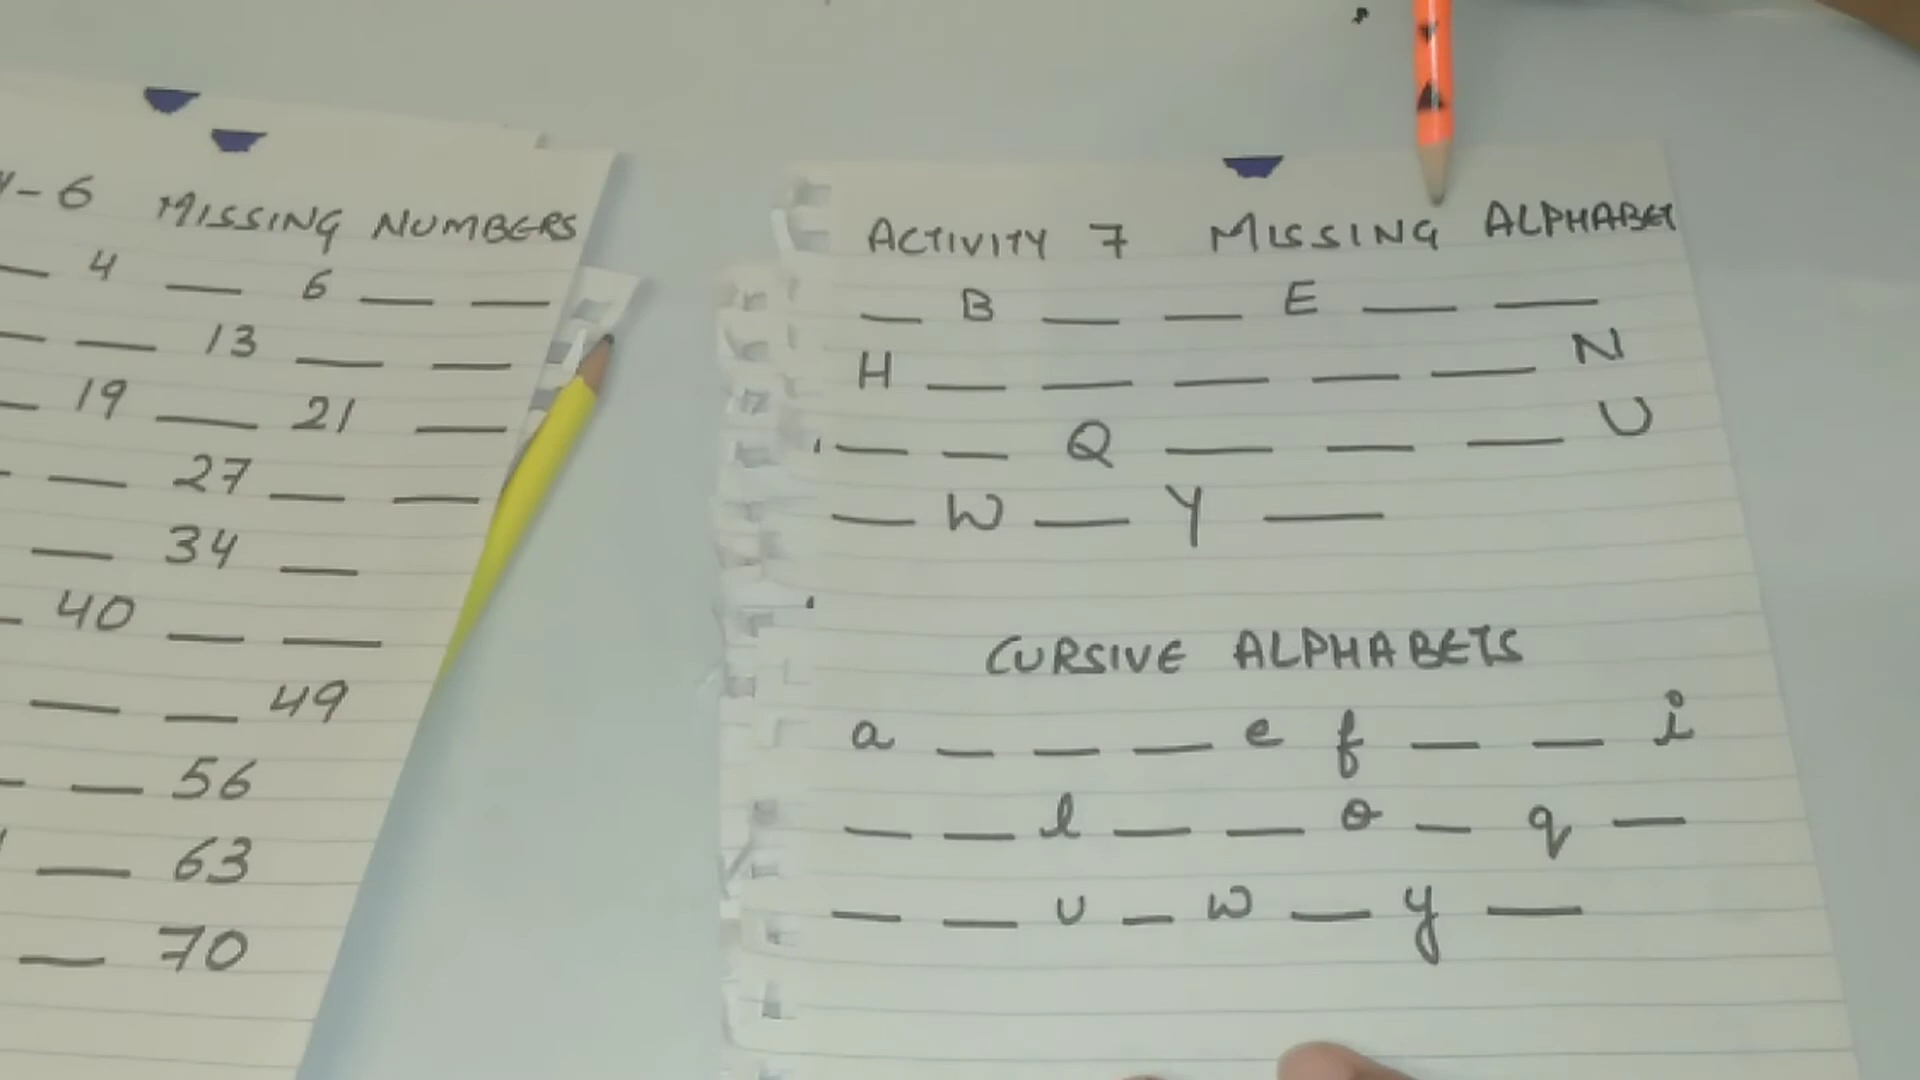 - 6 MISSING NUMBERS
__ 4 __ 6 __ __
__ __ 13 __ __
__ 19 __ 21 __
__ __ 27 __ __
__ 34 __
__ 40 __ __
__ __ 49
__ __ 56
__ 63
__ 70
ACTIVITY 7 MISSING ALPHABET
__ B __ __ E __ __
H __ __ __ __ __ N
__ __ Q __ __ __ U
__ W __ Y __
CURSIVE ALPHABETS
a __ __ __ e f __ __ i
__ __ l __ __ o __ q __
__ __ u __ w __ y __